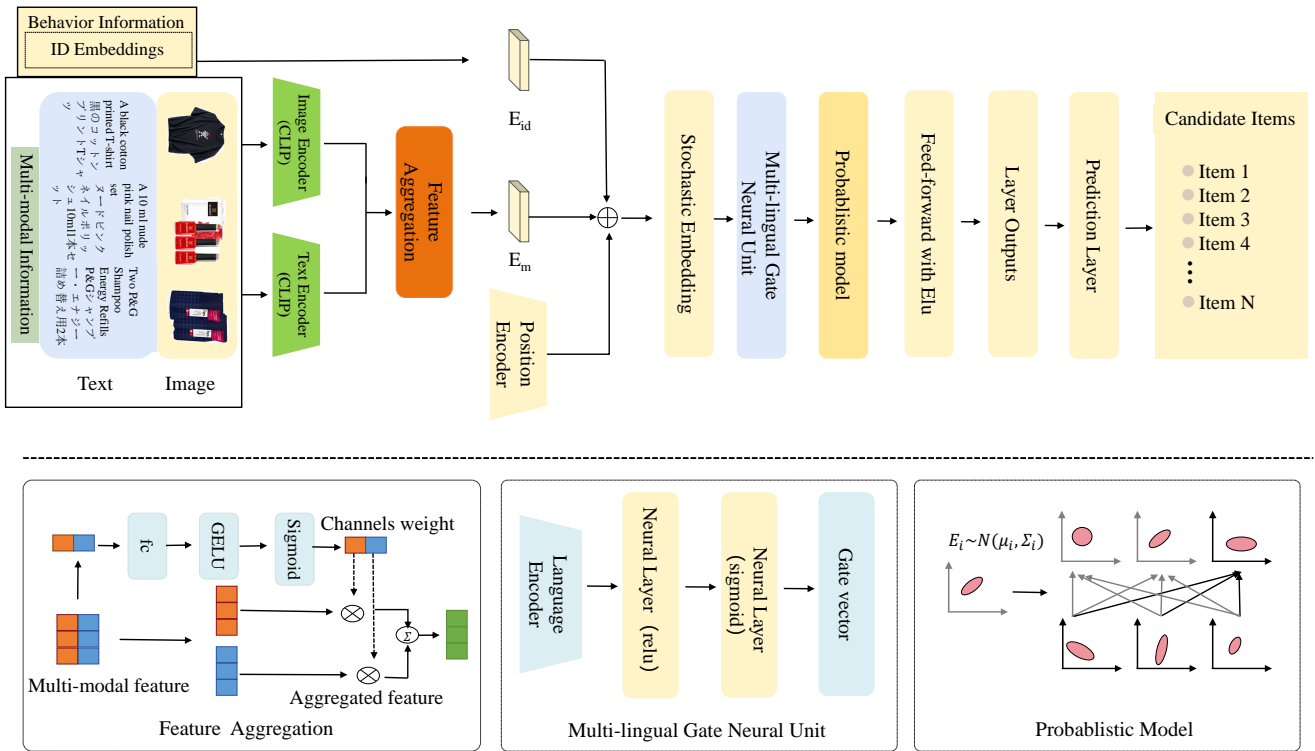 Behavior Information
ID Embeddings
Multi-modal Information
A black cotton
printed T-shirt
黒のコットン
プリントTシャ
ツ
A 10 ml nude
pink nail polish
set
ヌードピンク
ネイルポリッ
シュ10ml1本セ
ット
Two P&G
Shampoo
Energy Refills
P&Gシャンプ
ー・エナジー
詰め替え用2本
Text
Image
Image Encoder
(CLIP)
Text Encoder
(CLIP)
Feature
Aggregation
E_id
E_m
Position
Encoder
Stochastic Embedding
Multi-lingual Gate
Neural Unit
Probablistic model
Feed-forward with Elu
Layer Outputs
Prediction Layer
Candidate Items
Item 1
Item 2
Item 3
Item 4
Item N
fc
GELU
Sigmoid
Channels weight
Σ
Multi-modal feature
Aggregated feature
Feature Aggregation
Language
Encoder
Neural Layer (relu)
Neural Layer
(sigmoid)
Gate vector
Multi-lingual Gate Neural Unit
E_i~N(μ_i, Σ_i)
Probablistic Model